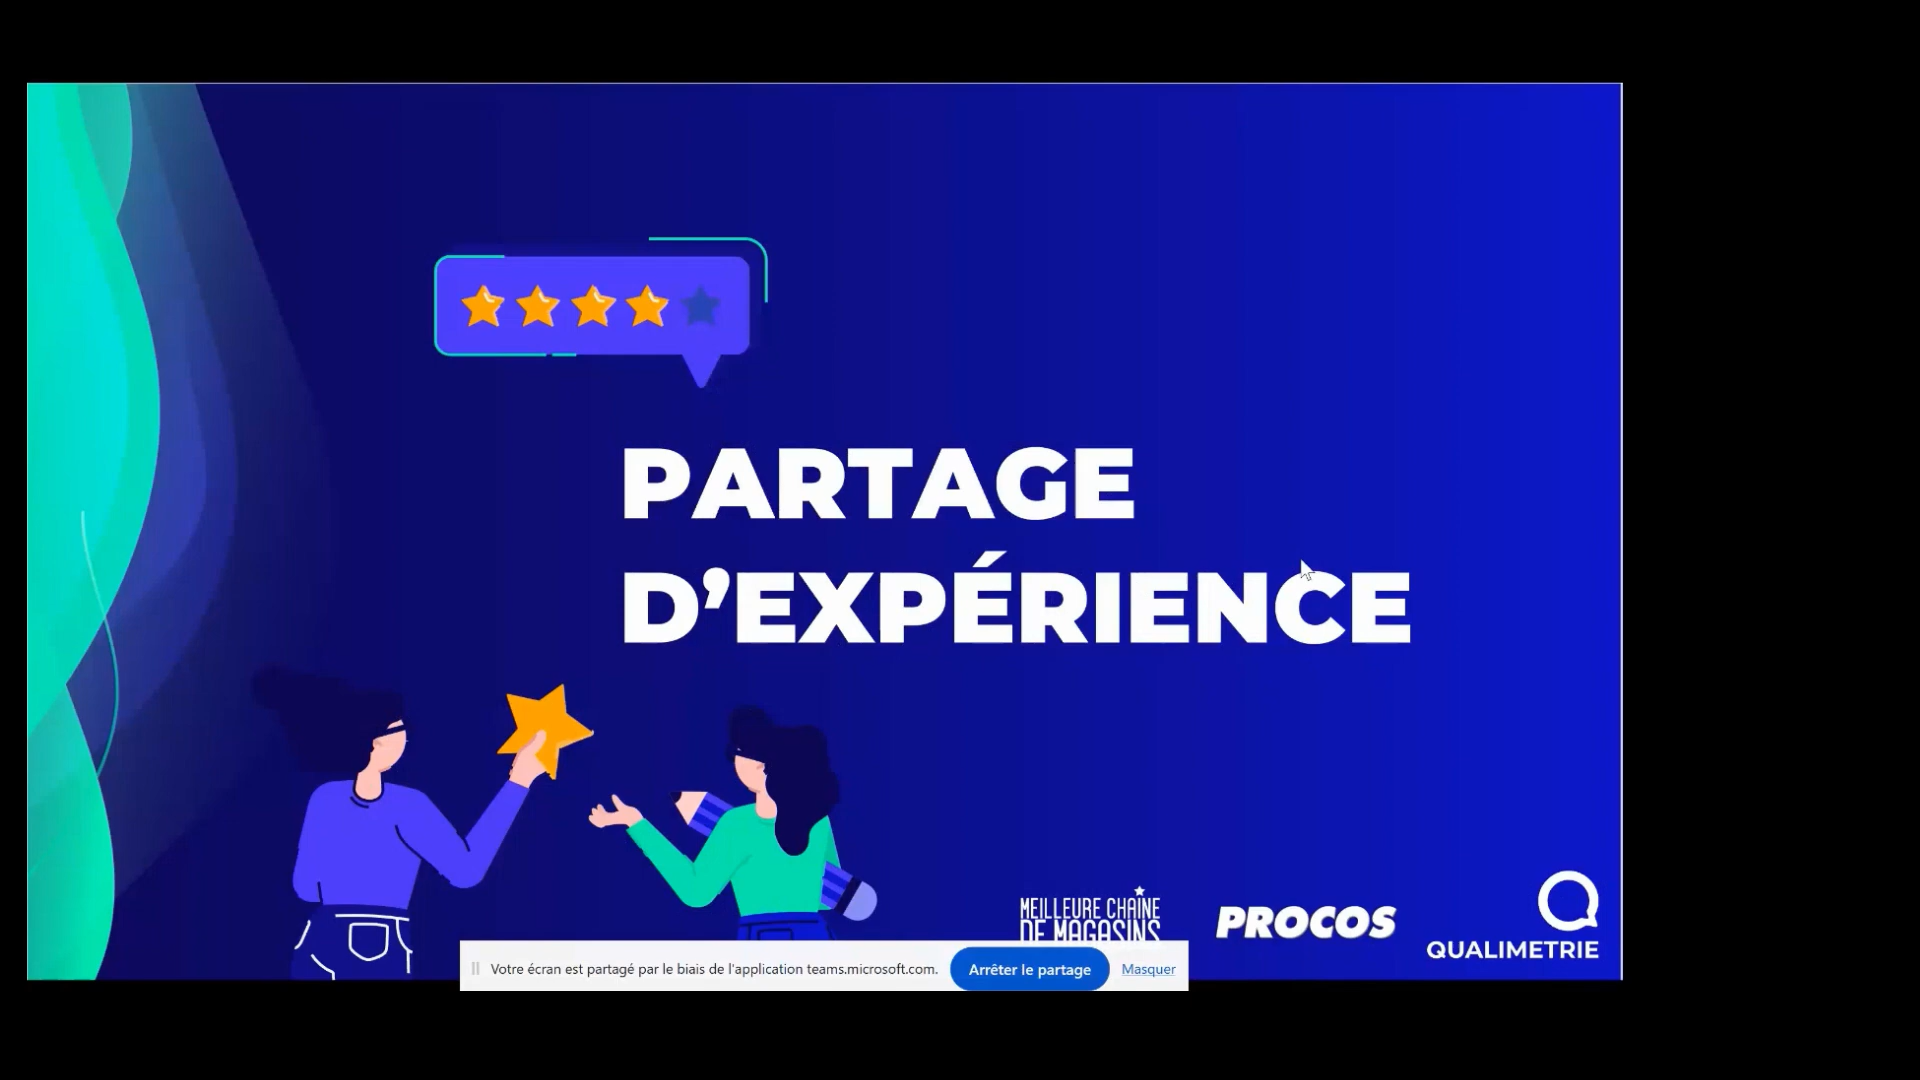 PARTAGE
D’EXPÉRIENCE
MEILLEURE CHAÎNE
DE MAGASINS
PROCOS
QUALIMETRIE
Votre écran est partagé par le biais de l'application teams.microsoft.com.
Arrêter le partage
Masquer